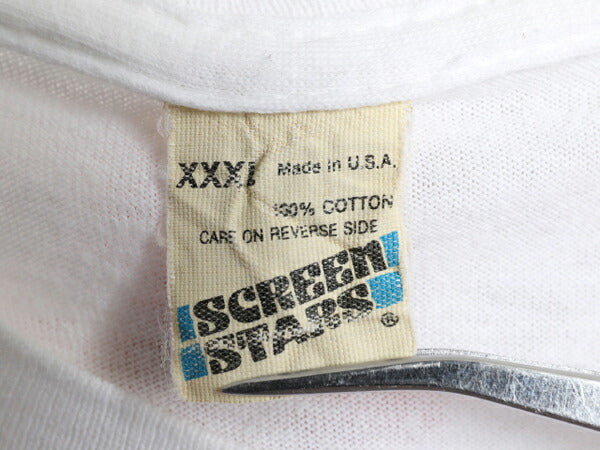 XXXL Made in U.S.A.
100% COTTON
CARE ON REVERSE SIDE
SCREEN
STARS ®